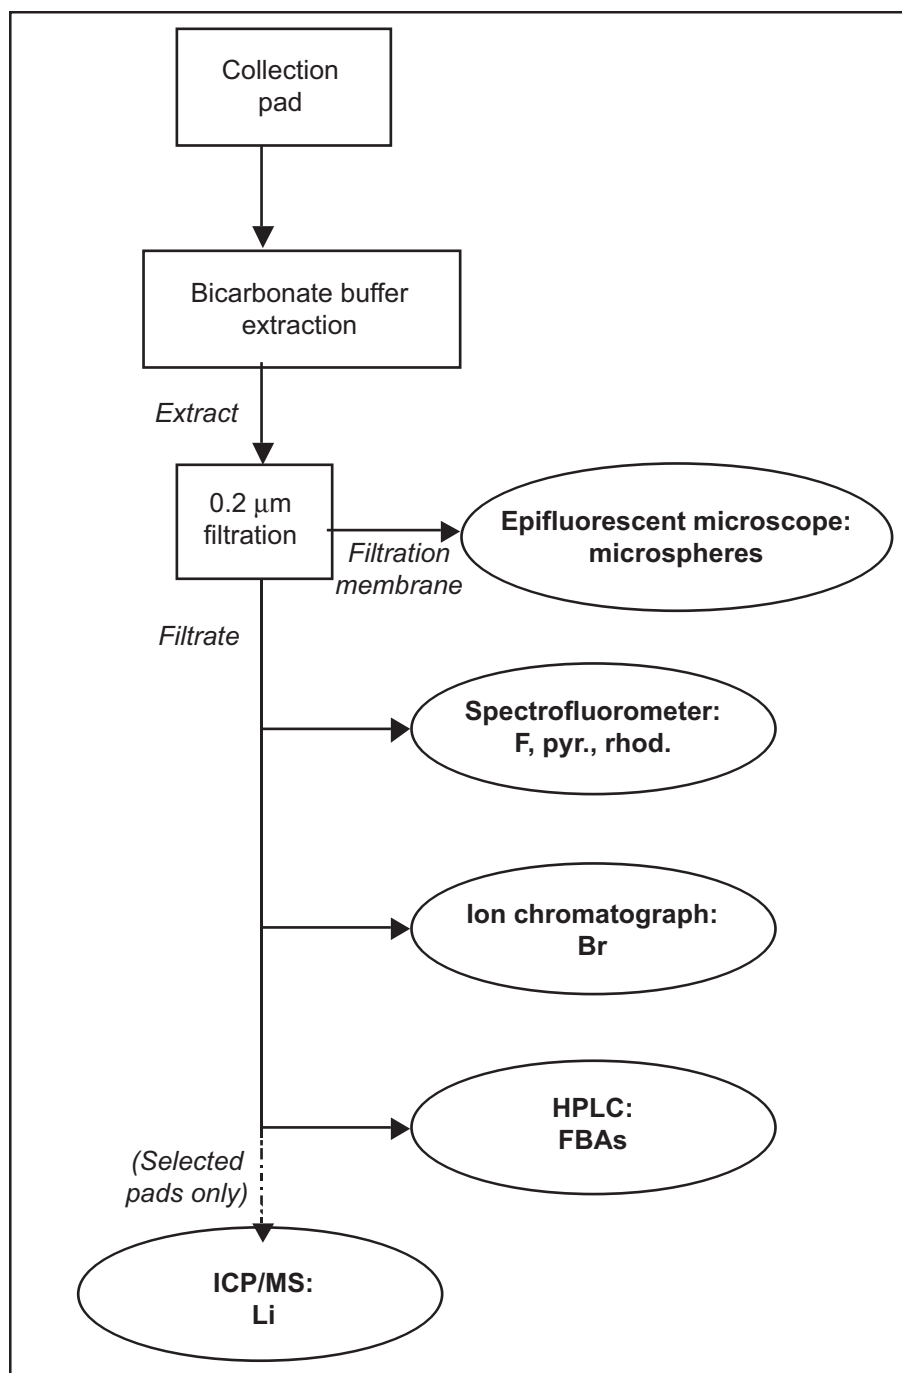 Collection
pad
Bicarbonate buffer
extraction
Extract
0.2 μm
filtration
Filtration
membrane
Epifluorescent microscope:
microspheres
Filtrate
Spectrofluorometer:
F, pyr., rhod.
Ion chromatograph:
Br
HPLC:
FBAs
(Selected
pads only)
ICP/MS:
Li